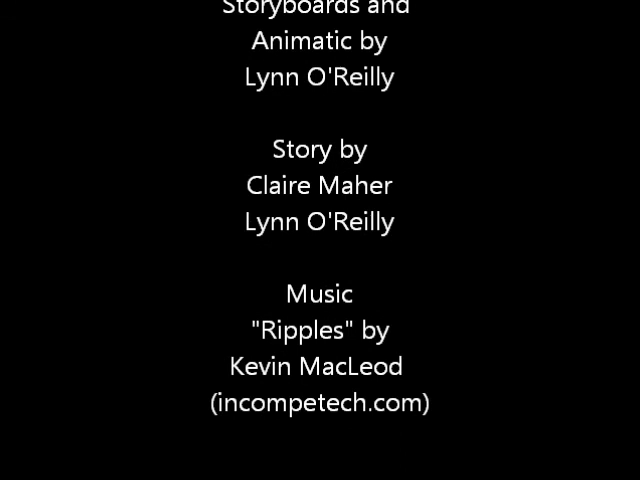 Storyboards and
Animatic by
Lynn O'Reilly
Story by
Claire Maher
Lynn O'Reilly
Music
"Ripples" by
Kevin MacLeod
(incompetech.com)